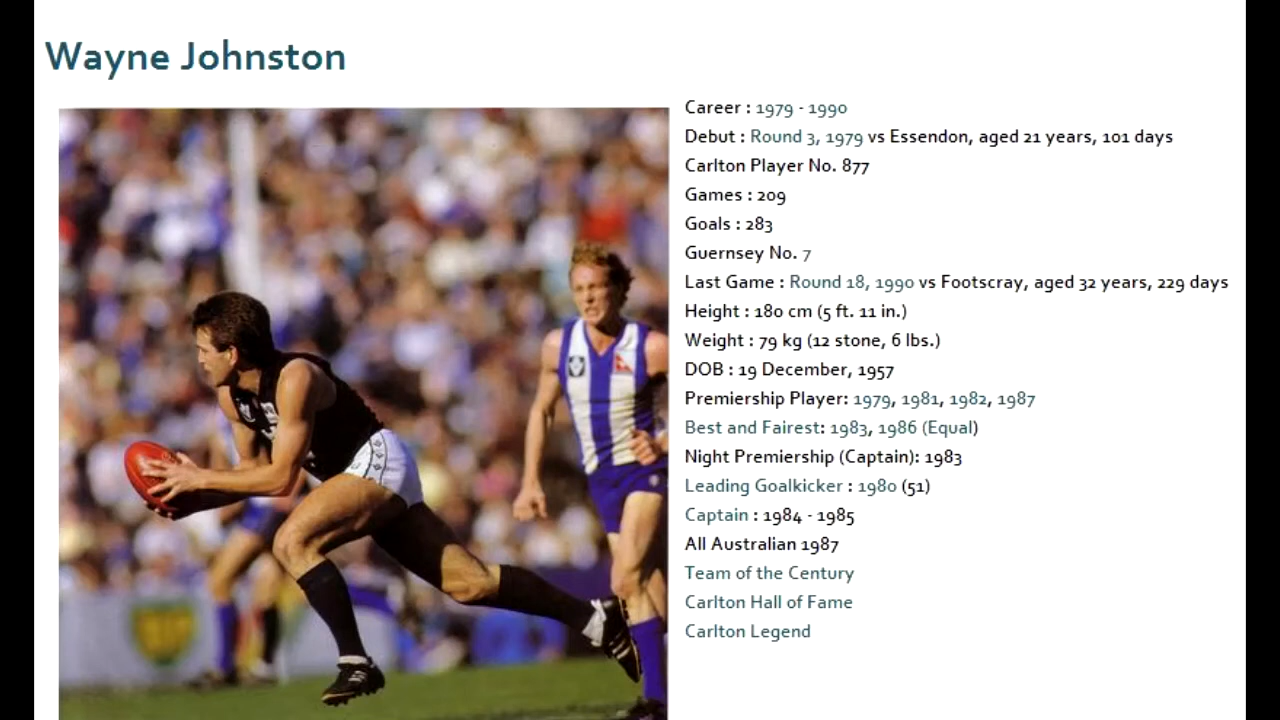 Wayne Johnston
Career : 1979 - 1990
Debut : Round 3, 1979 vs Essendon, aged 21 years, 101 days
Carlton Player No. 877
Games : 209
Goals : 283
Guernsey No. 7
Last Game : Round 18, 1990 vs Footscray, aged 32 years, 229 days
Height : 180 cm (5 ft. 11 in.)
Weight : 79 kg (12 stone, 6 lbs.)
DOB : 19 December, 1957
Premiership Player: 1979, 1981, 1982, 1987
Best and Fairest: 1983, 1986 (Equal)
Night Premiership (Captain): 1983
Leading Goalkicker : 1980 (51)
Captain : 1984 - 1985
All Australian 1987
Team of the Century
Carlton Hall of Fame
Carlton Legend